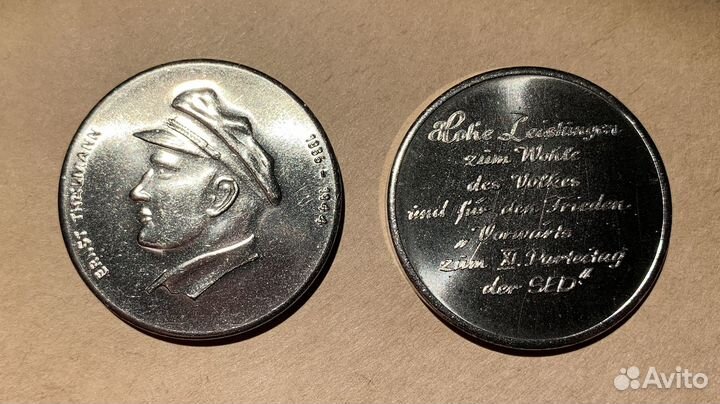 ERNST THÄLMANN
1886 - 1944
Hohe Leistungen
zum Wohle
des Volkes
und für den Frieden-
„Vorwärts
zum XI. Parteitag
der SED“
Avito